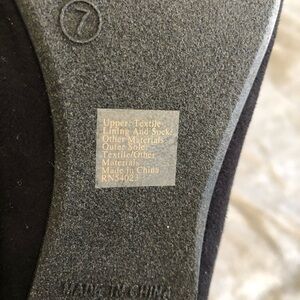 7
Upper: Textile
Lining And Sock:
Other Materials
Outer Sole:
Textile/Other
Materials
Made In China
RN54023
MADE IN CHINA